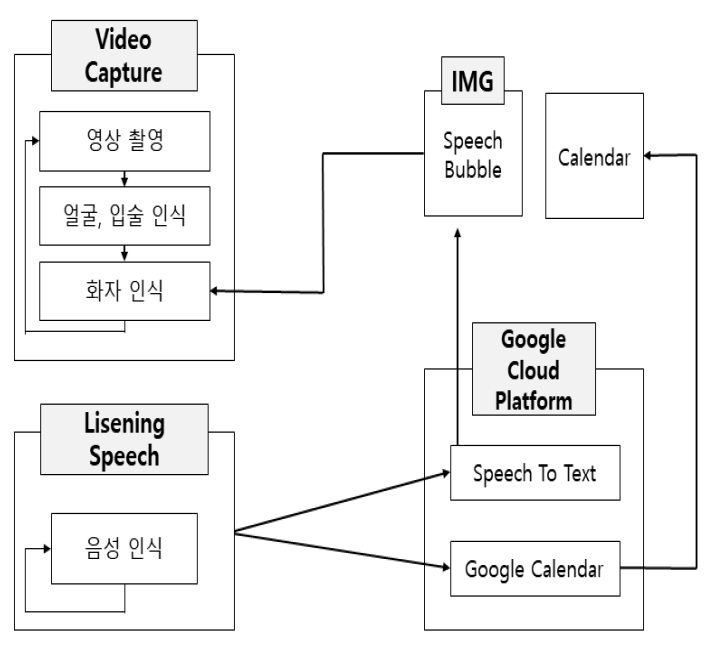 Video
Capture
영상 촬영
얼굴, 입술 인식
화자 인식
IMG
Speech
Bubble
Calendar
Lisening
Speech
음성 인식
Google
Cloud
Platform
Speech To Text
Google Calendar